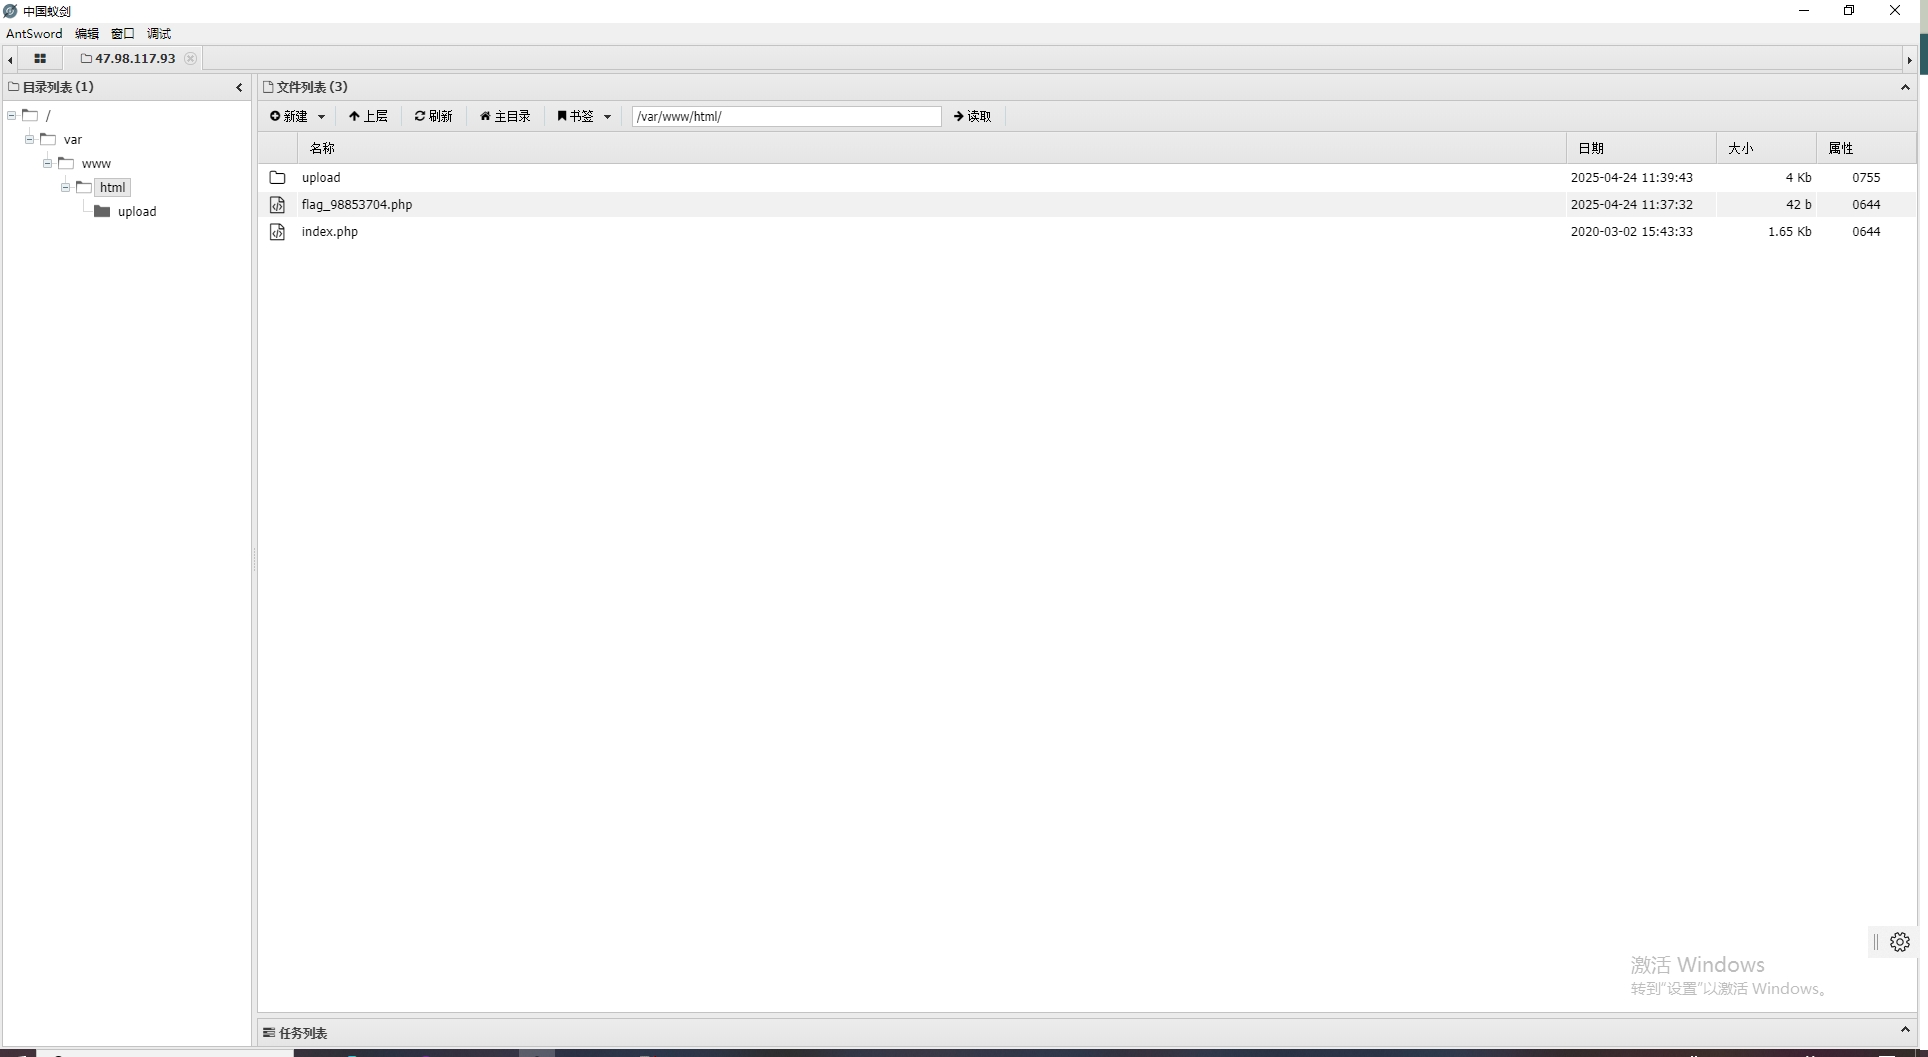 中国蚁剑
AntSword 编辑 窗口 调试
47.98.117.93
目录列表 (1)
/
var
www
html
upload
文件列表 (3)
新建 上层 刷新 主目录 书签 /var/www/html/ 读取
名称 日期 大小 属性
upload 2025-04-24 11:39:43 4 Kb 0755
flag_98853704.php 2025-04-24 11:37:32 42 b 0644
index.php 2020-03-02 15:43:33 1.65 Kb 0644
激活 Windows
转到"设置"以激活 Windows。
任务列表